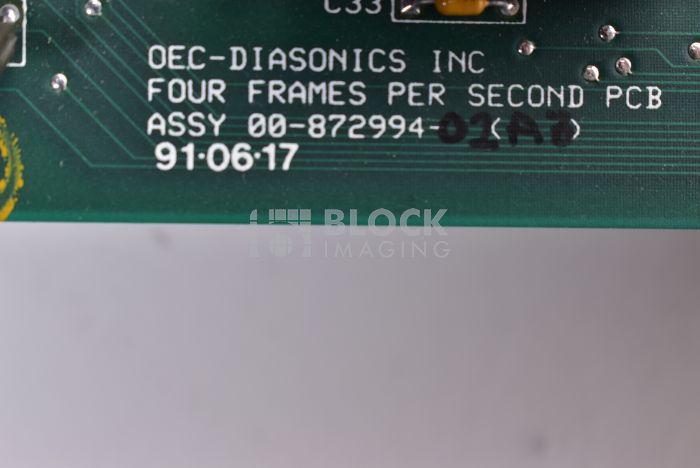 C33
OEC-DIASONICS INC
FOUR FRAMES PER SECOND PCB
ASSY 00-872994-
91·06·17
BLOCK
IMAGING